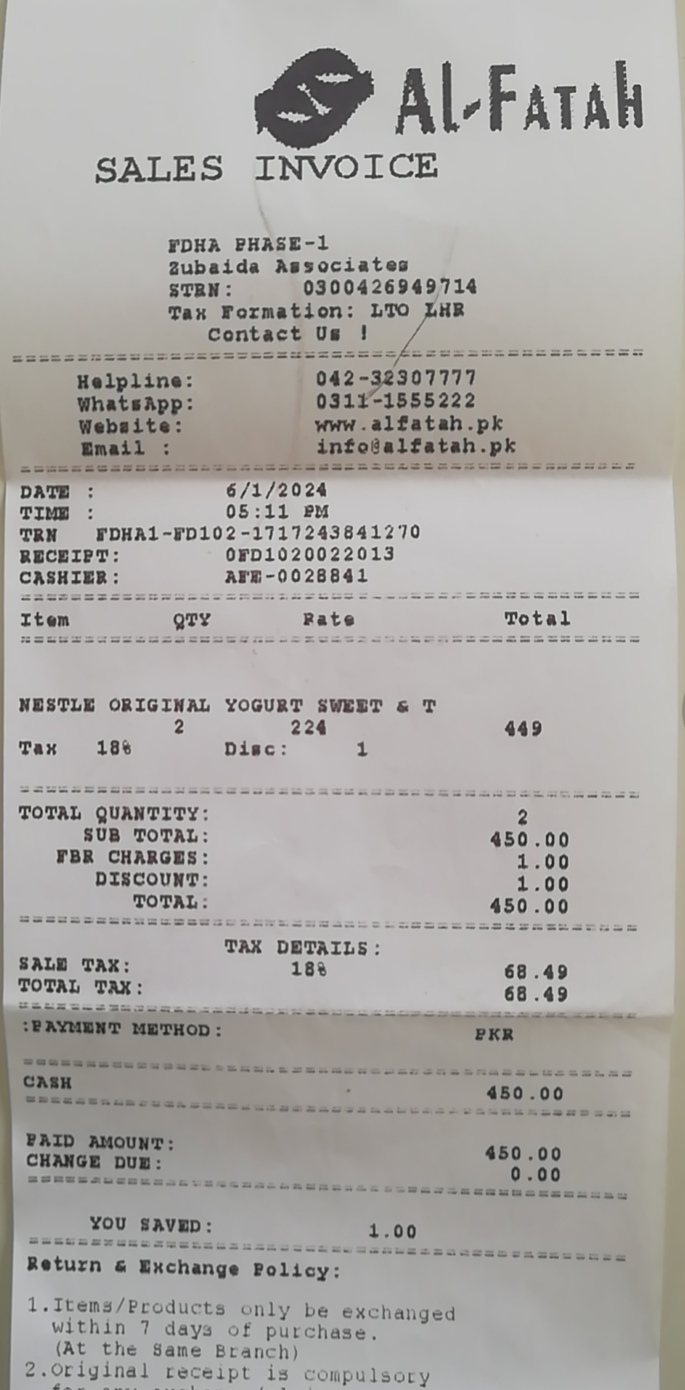 AL-FATAH
SALES INVOICE
FDHA PHASE-1
Zubaida Associates
STRN: 0300426949714
Tax Formation: LTO LHR
Contact Us !
Helpline: 042-32307777
WhatsApp: 0311-1555222
Website: www.alfatah.pk
Email : info@alfatah.pk
DATE : 6/1/2024
TIME : 05:11 PM
TRN FDHA1-FD102-1717243841270
RECEIPT: 0FD1020022013
CASHIER: AFE-0028841
Item QTY Rate Total
NESTLE ORIGINAL YOGURT SWEET & T
2 224 449
Tax 18% Disc: 1
TOTAL QUANTITY: 2
SUB TOTAL: 450.00
FBR CHARGES: 1.00
DISCOUNT: 1.00
TOTAL: 450.00
TAX DETAILS:
SALE TAX: 18% 68.49
TOTAL TAX: 68.49
:PAYMENT METHOD: PKR
CASH 450.00
PAID AMOUNT: 450.00
CHANGE DUE: 0.00
YOU SAVED: 1.00
Return & Exchange Policy:
1.Items/Products only be exchanged
within 7 days of purchase.
(At the Same Branch)
2.Original receipt is compulsory